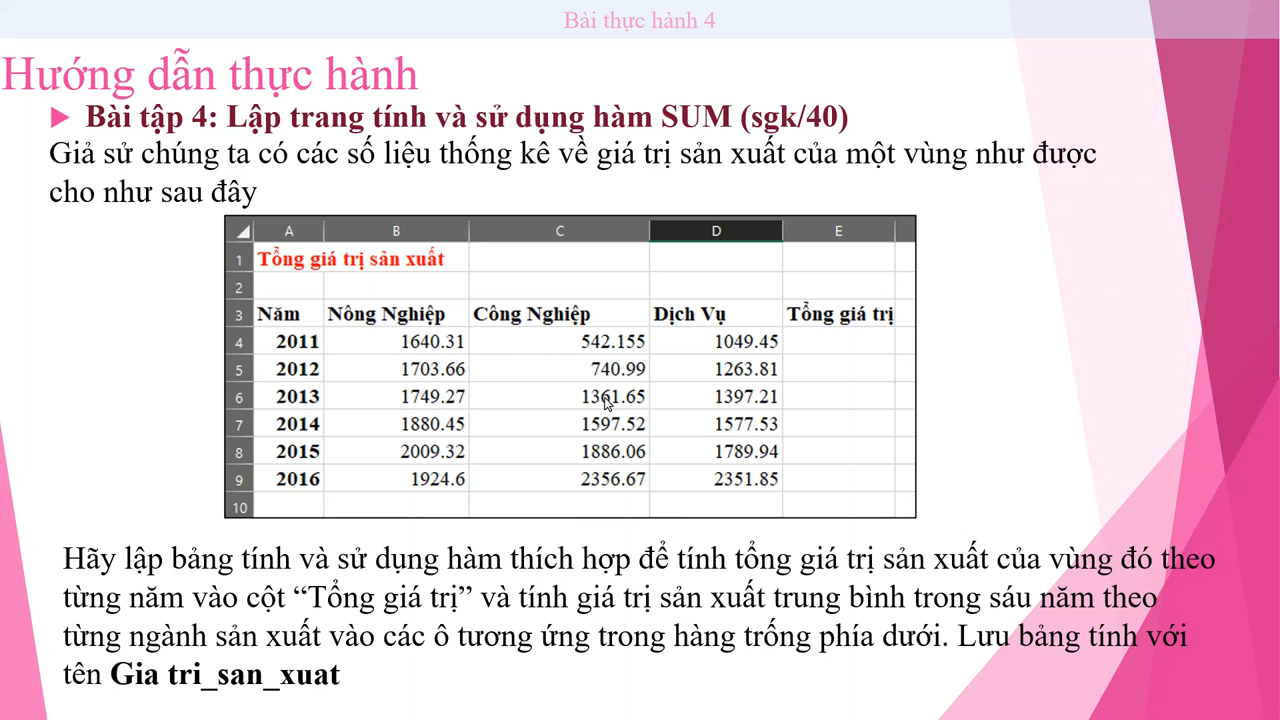 Bài thực hành 4
Hướng dẫn thực hành
Bài tập 4: Lập trang tính và sử dụng hàm SUM (sgk/40)
Giả sử chúng ta có các số liệu thống kê về giá trị sản xuất của một vùng như được
cho như sau đây
A B C D E
1 Tổng giá trị sản xuất
2
3 Năm Nông Nghiệp Công Nghiệp Dịch Vụ Tổng giá trị
4 2011 1640.31 542.155 1049.45
5 2012 1703.66 740.99 1263.81
6 2013 1749.27 1361.65 1397.21
7 2014 1880.45 1597.52 1577.53
8 2015 2009.32 1886.06 1789.94
9 2016 1924.6 2356.67 2351.85
10
Hãy lập bảng tính và sử dụng hàm thích hợp để tính tổng giá trị sản xuất của vùng đó theo
từng năm vào cột “Tổng giá trị” và tính giá trị sản xuất trung bình trong sáu năm theo
từng ngành sản xuất vào các ô tương ứng trong hàng trống phía dưới. Lưu bảng tính với
tên Gia tri_san_xuat